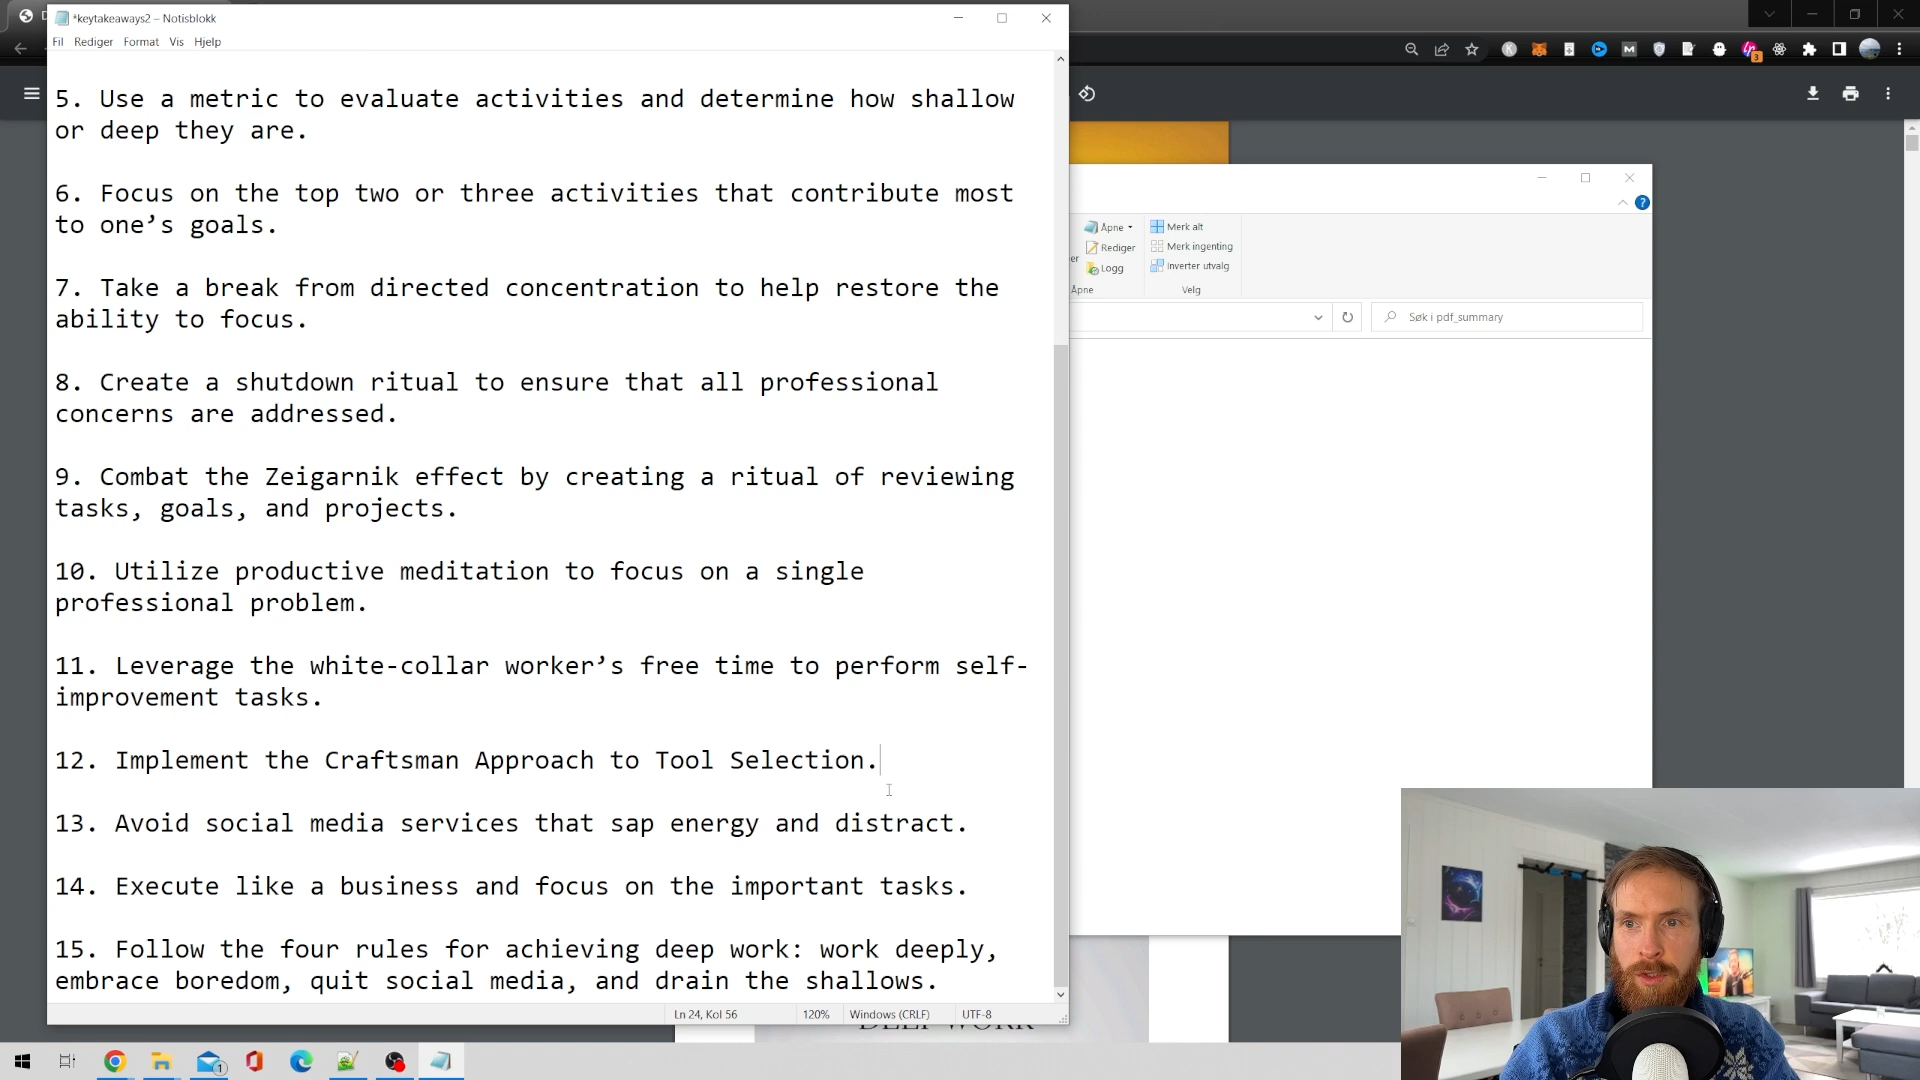 *keytakeaways2 – Notisblokk
Fil Rediger Format Vis Hjelp
5. Use a metric to evaluate activities and determine how shallow
or deep they are.
6. Focus on the top two or three activities that contribute most
to one’s goals.
7. Take a break from directed concentration to help restore the
ability to focus.
8. Create a shutdown ritual to ensure that all professional
concerns are addressed.
9. Combat the Zeigarnik effect by creating a ritual of reviewing
tasks, goals, and projects.
10. Utilize productive meditation to focus on a single
professional problem.
11. Leverage the white-collar worker’s free time to perform self-
improvement tasks.
12. Implement the Craftsman Approach to Tool Selection.
13. Avoid social media services that sap energy and distract.
14. Execute like a business and focus on the important tasks.
15. Follow the four rules for achieving deep work: work deeply,
embrace boredom, quit social media, and drain the shallows.
Ln 24, Kol 56 120% Windows (CRLF) UTF-8
Åpne Merk alt
Rediger Merk ingenting
er
Logg Inverter utvalg
Åpne Velg
Søk i pdf_summary
3
1
DEEP WORK